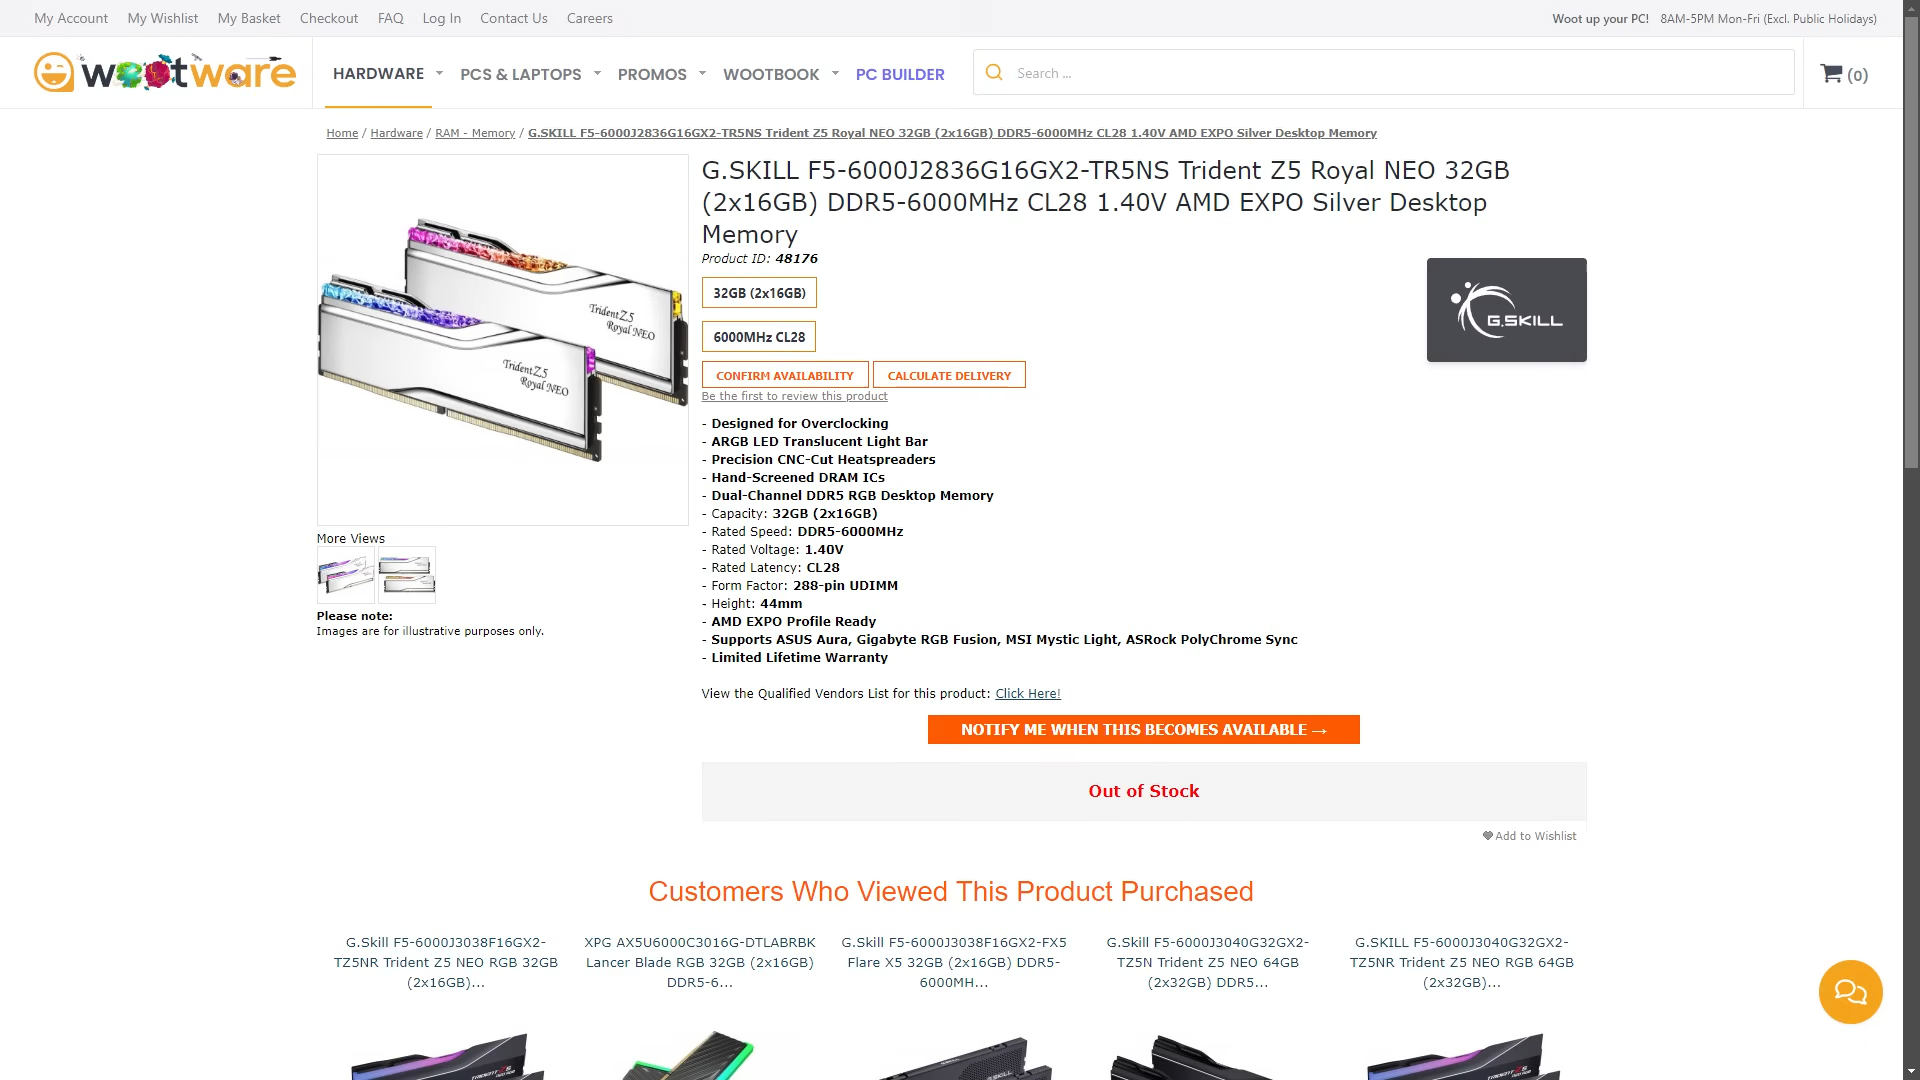 My Account My Wishlist My Basket Checkout FAQ Log In Contact Us Careers
Woot up your PC! 8AM-5PM Mon-Fri (Excl. Public Holidays)
wootware
HARDWARE PCS & LAPTOPS PROMOS WOOTBOOK PC BUILDER
Search ...
(0)
Home / Hardware / RAM - Memory / G.SKILL F5-6000J2836G16GX2-TR5NS Trident Z5 Royal NEO 32GB (2x16GB) DDR5-6000MHz CL28 1.40V AMD EXPO Silver Desktop Memory
G.SKILL F5-6000J2836G16GX2-TR5NS Trident Z5 Royal NEO 32GB
(2x16GB) DDR5-6000MHz CL28 1.40V AMD EXPO Silver Desktop
Memory
Product ID: 48176
32GB (2x16GB)
6000MHz CL28
G.SKILL
CONFIRM AVAILABILITY CALCULATE DELIVERY
Be the first to review this product
Trident Z5
Royal NEO
Trident Z5
Royal NEO
- Designed for Overclocking
- ARGB LED Translucent Light Bar
- Precision CNC-Cut Heatspreaders
- Hand-Screened DRAM ICs
- Dual-Channel DDR5 RGB Desktop Memory
- Capacity: 32GB (2x16GB)
- Rated Speed: DDR5-6000MHz
- Rated Voltage: 1.40V
- Rated Latency: CL28
- Form Factor: 288-pin UDIMM
- Height: 44mm
- AMD EXPO Profile Ready
- Supports ASUS Aura, Gigabyte RGB Fusion, MSI Mystic Light, ASRock PolyChrome Sync
- Limited Lifetime Warranty
More Views
Please note:
Images are for illustrative purposes only.
View the Qualified Vendors List for this product: Click Here!
NOTIFY ME WHEN THIS BECOMES AVAILABLE →
Out of Stock
Add to Wishlist
Customers Who Viewed This Product Purchased
G.Skill F5-6000J3038F16GX2-
TZ5NR Trident Z5 NEO RGB 32GB
(2x16GB)...
XPG AX5U6000C3016G-DTLABRBK
Lancer Blade RGB 32GB (2x16GB)
DDR5-6...
G.Skill F5-6000J3038F16GX2-FX5
Flare X5 32GB (2x16GB) DDR5-
6000MH...
G.Skill F5-6000J3040G32GX2-
TZ5N Trident Z5 NEO 64GB
(2x32GB) DDR5...
G.SKILL F5-6000J3040G32GX2-
TZ5NR Trident Z5 NEO RGB 64GB
(2x32GB)...